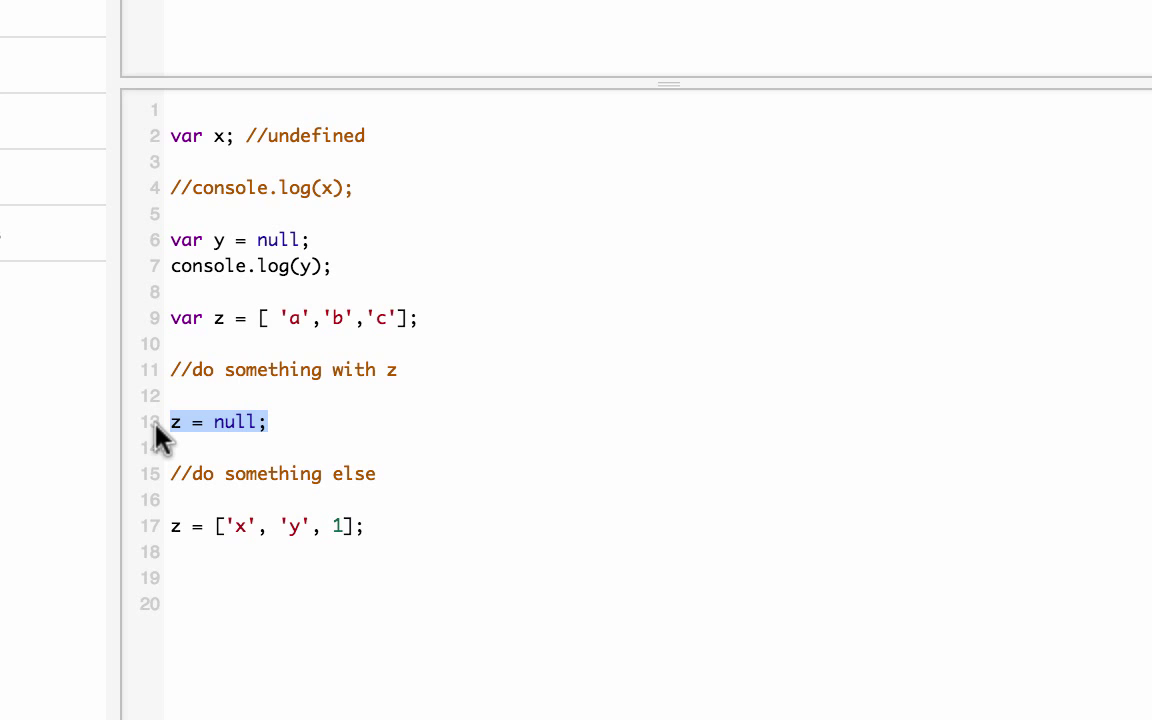 1
2 var x; //undefined
3
4 //console.log(x);
5
6 var y = null;
7 console.log(y);
8
9 var z = [ 'a','b','c'];
10
11 //do something with z
12
13 z = null;
14
15 //do something else
16
17 z = ['x', 'y', 1];
18
19
20